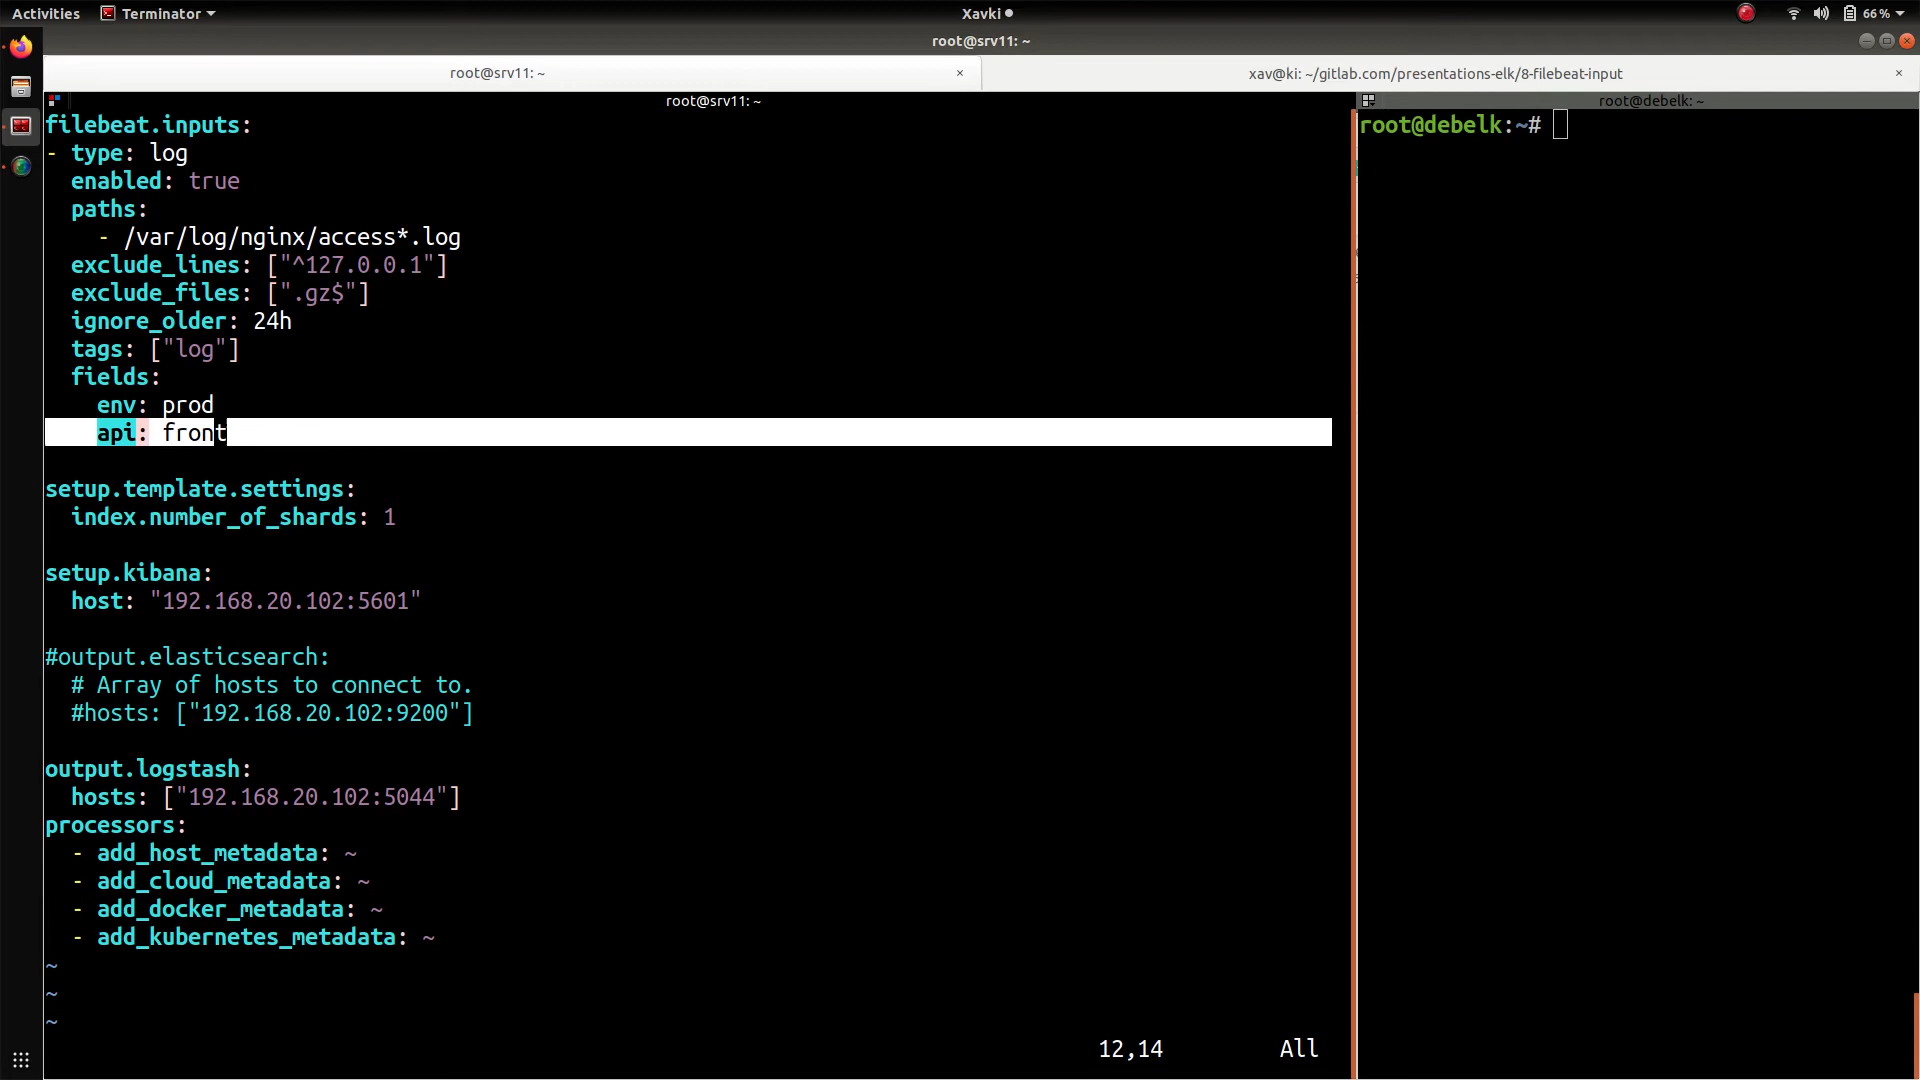 Activities Terminator Xavki 66 %
root@srv11: ~
root@srv11: ~ × xav@ki: ~/gitlab.com/presentations-elk/8-filebeat-input ×
root@srv11: ~ root@debelk: ~
filebeat.inputs:
- type: log
  enabled: true
  paths:
    - /var/log/nginx/access*.log
  exclude_lines: ["^127.0.0.1"]
  exclude_files: [".gz$"]
  ignore_older: 24h
  tags: ["log"]
  fields:
    env: prod
    api: front
setup.template.settings:
  index.number_of_shards: 1
setup.kibana:
  host: "192.168.20.102:5601"
#output.elasticsearch:
  # Array of hosts to connect to.
  #hosts: ["192.168.20.102:9200"]
output.logstash:
  hosts: ["192.168.20.102:5044"]
processors:
  - add_host_metadata: ~
  - add_cloud_metadata: ~
  - add_docker_metadata: ~
  - add_kubernetes_metadata: ~
~
~
~
12,14 All
root@debelk:~#